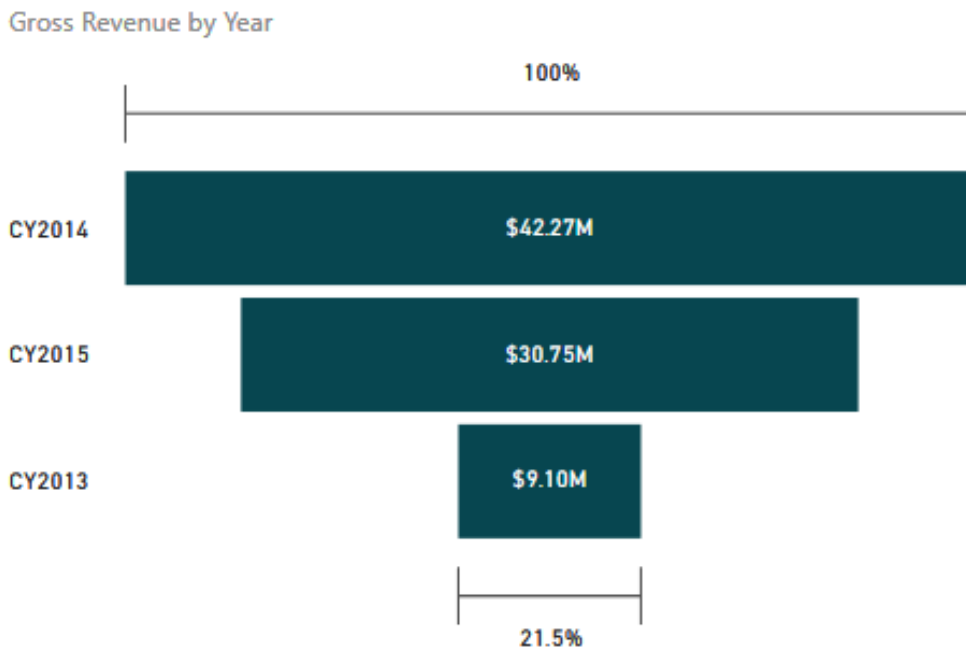 Gross Revenue by Year
100%
CY2014
$42.27M
CY2015
$30.75M
CY2013
$9.10M
21.5%